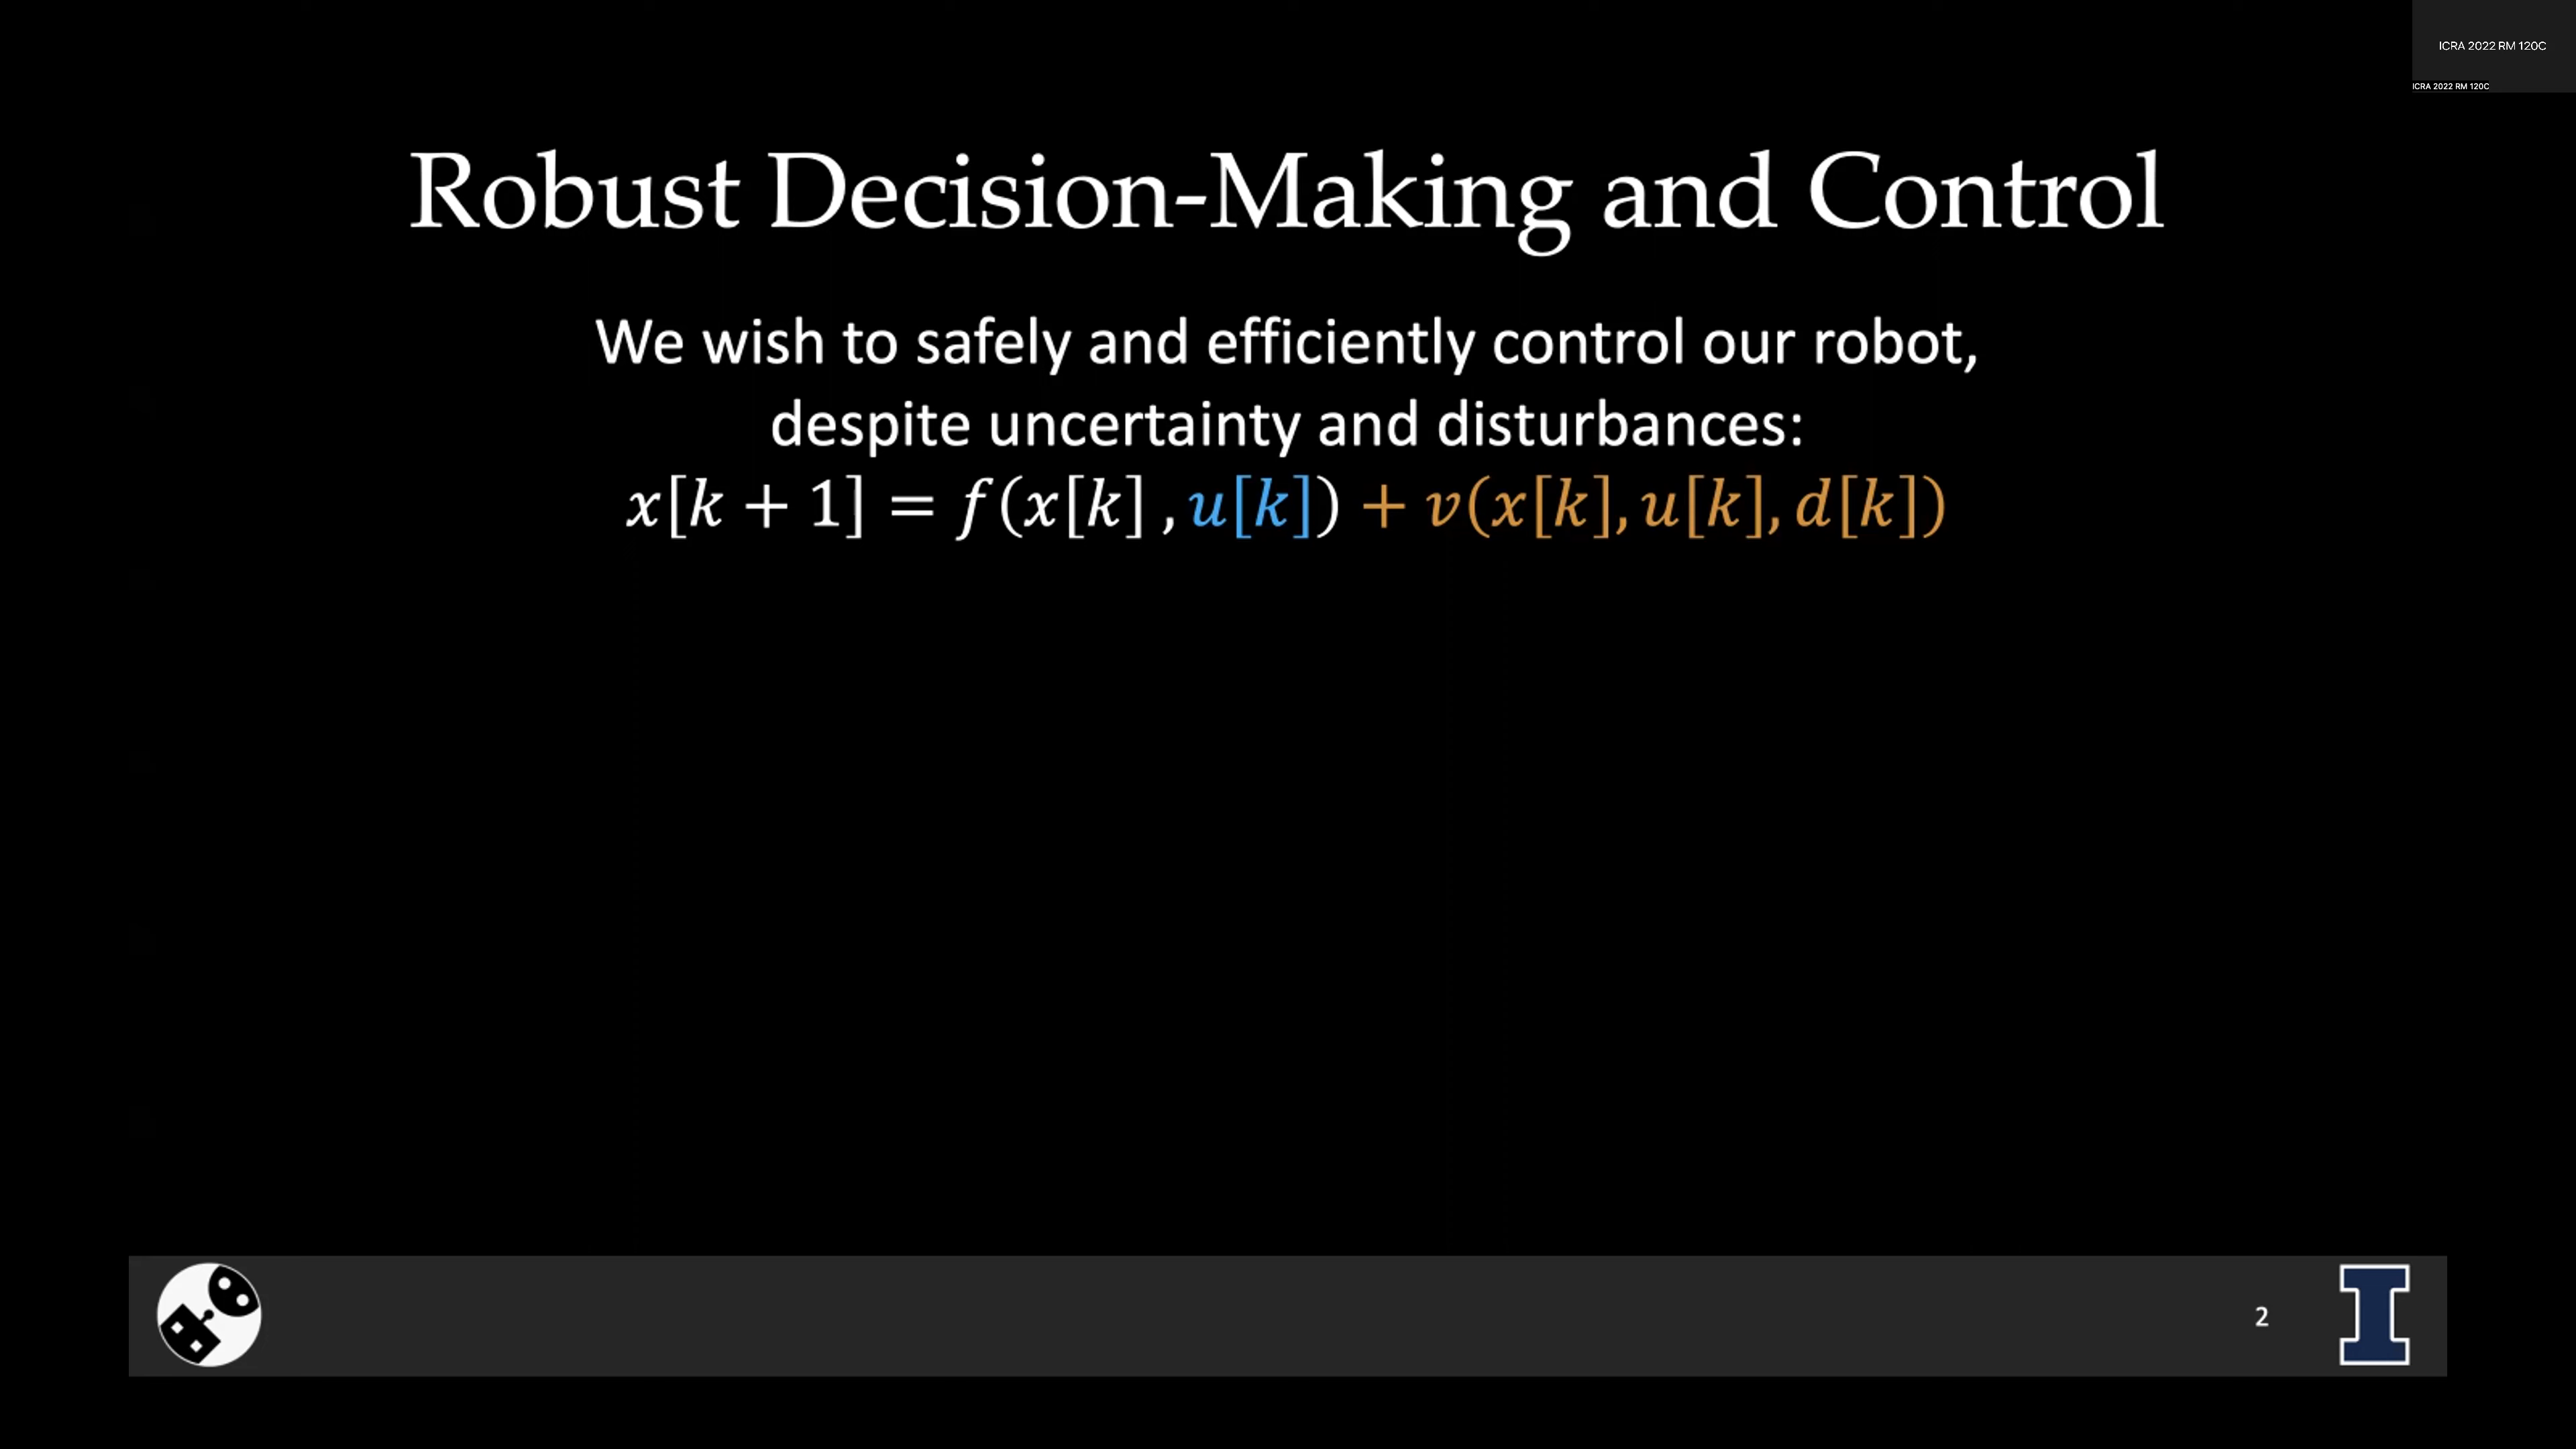 ICRA 2022 RM 120C
ICRA 2022 RM 120C
Robust Decision-Making and Control
We wish to safely and efficiently control our robot,
despite uncertainty and disturbances:
x[k + 1] = f(x[k] , u[k]) + v(x[k], u[k], d[k])
2
I